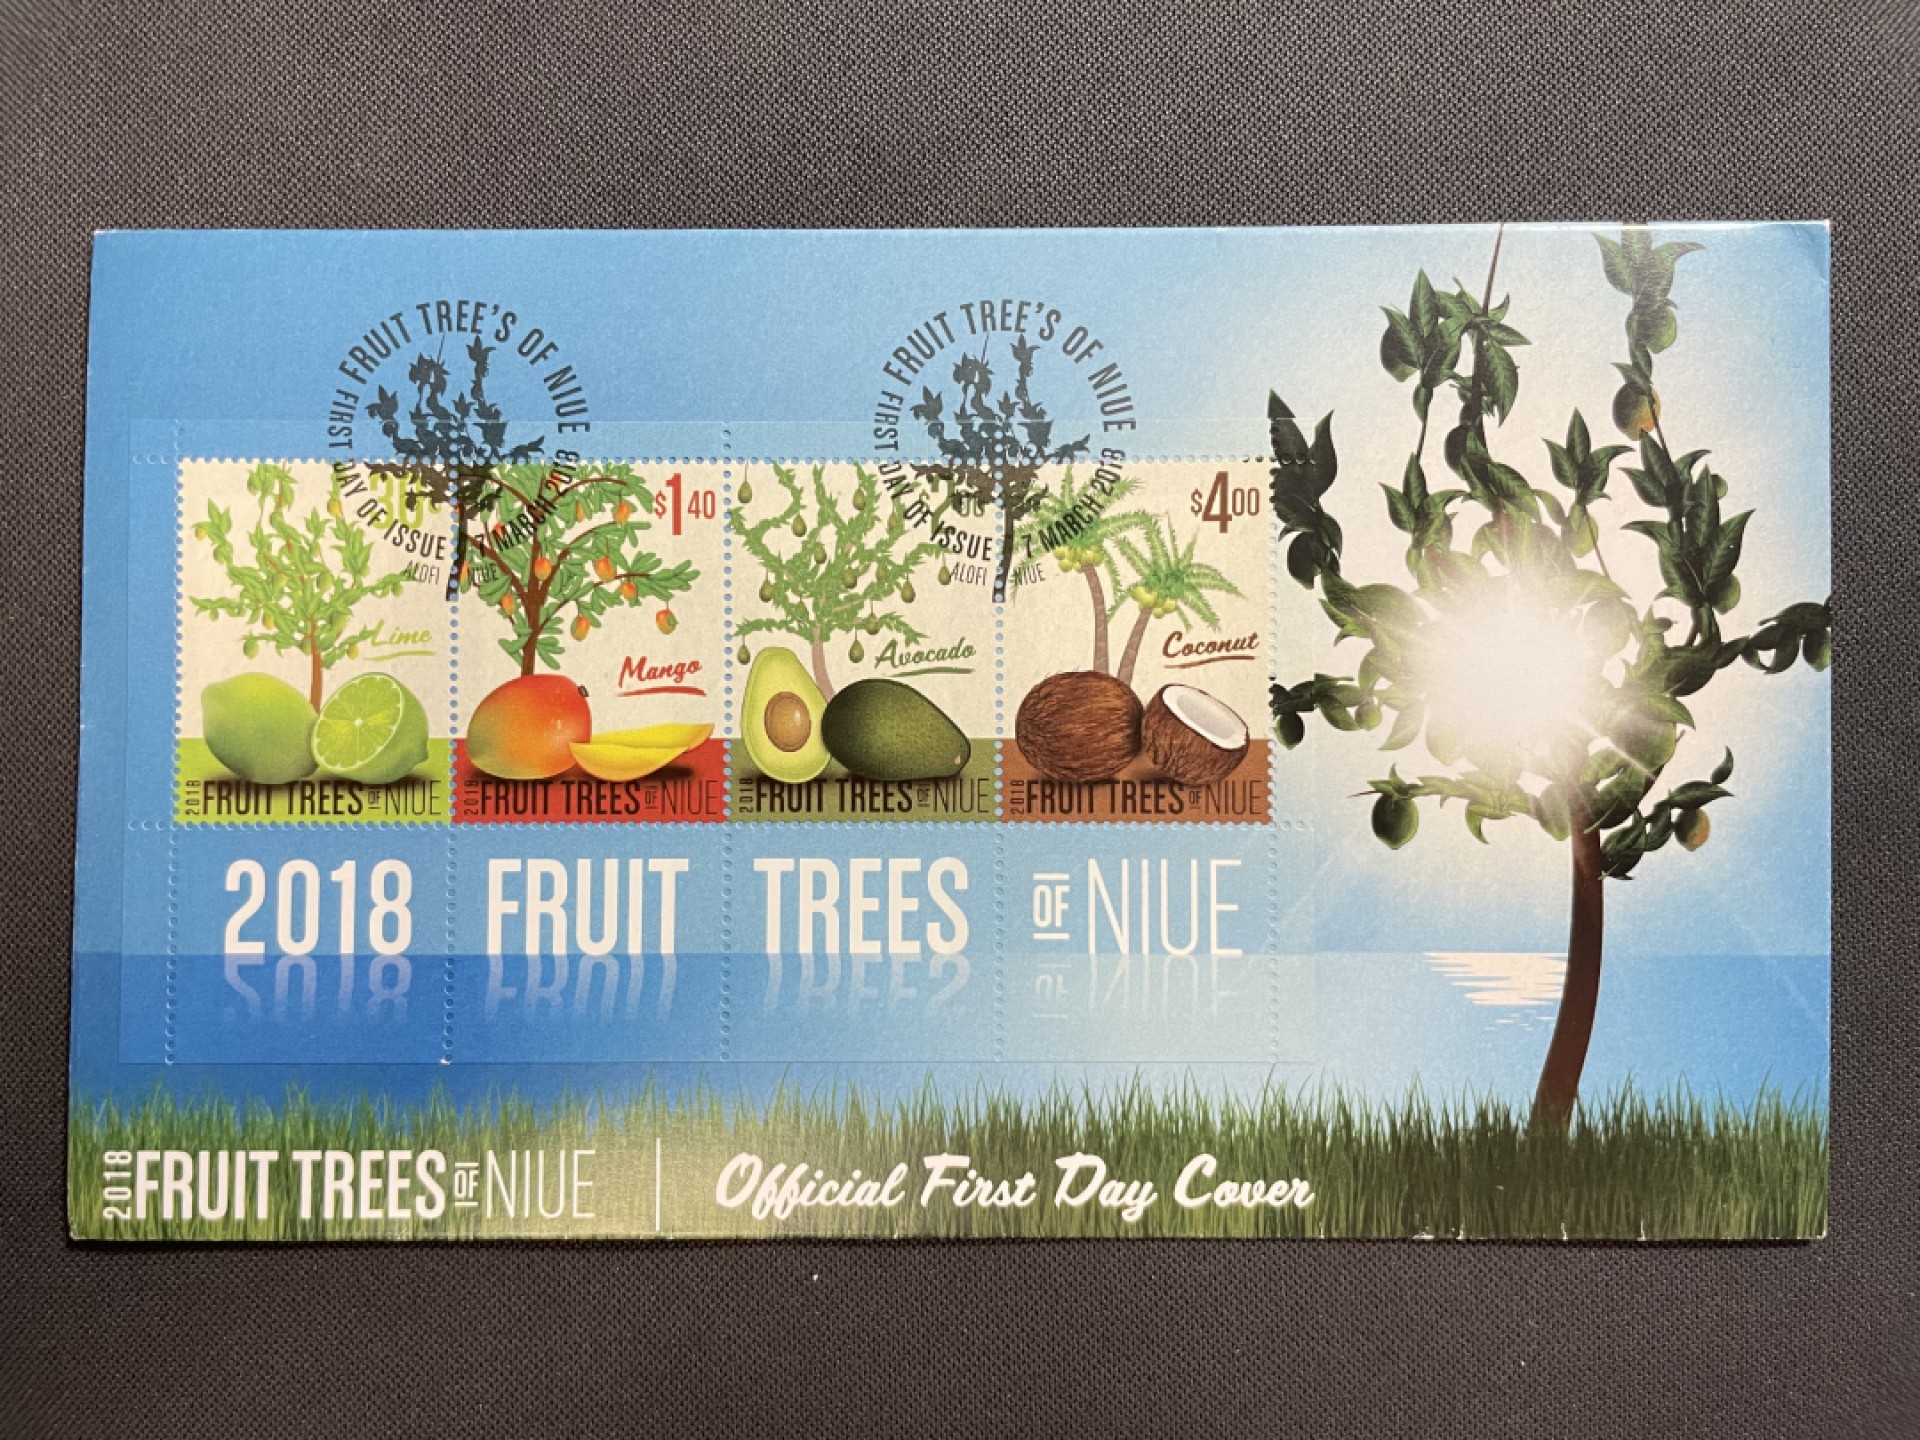 FIRST DAY OF ISSUE
FRUIT TREE'S OF NIUE
7 MARCH 2018
ALOFI
NIUE
FIRST DAY OF ISSUE
FRUIT TREE'S OF NIUE
7 MARCH 2018
ALOFI
NIUE
30c
Lime
2018 FRUIT TREES OF NIUE
$1.40
Mango
2018 FRUIT TREES OF NIUE
Avocado
2018 FRUIT TREES OF NIUE
$4.00
Coconut
2018 FRUIT TREES OF NIUE
2018 FRUIT TREES OF NIUE
2018 FRUIT TREES OF NIUE | Official First Day Cover